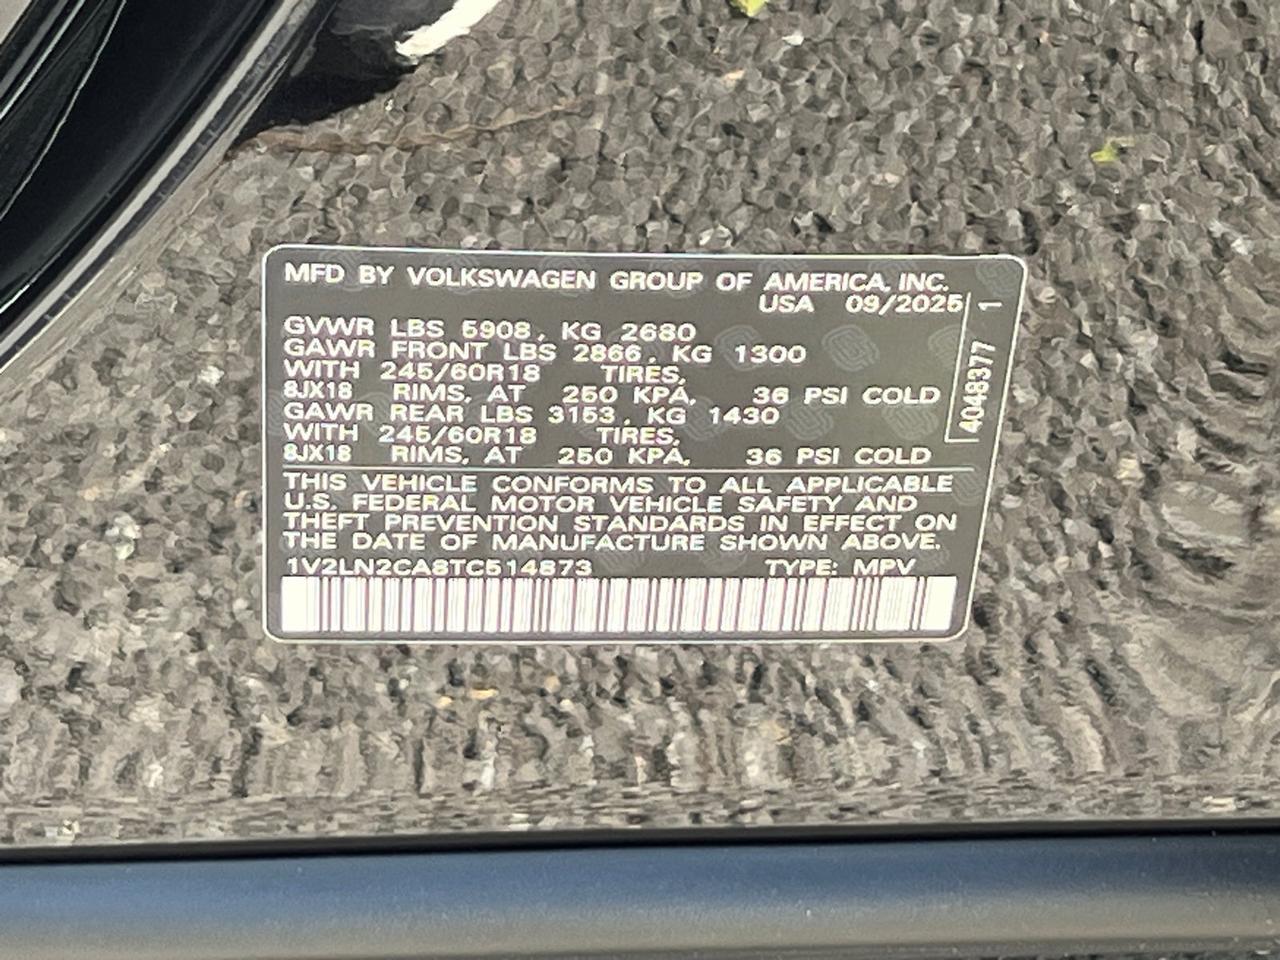 MFD BY VOLKSWAGEN GROUP OF AMERICA, INC.
USA 09/2025
GVWR LBS 5908, KG 2680
GAWR FRONT LBS 2866, KG 1300
WITH 245/60R18 TIRES,
8JX18 RIMS, AT 250 KPA, 36 PSI COLD
GAWR REAR LBS 3153, KG 1430
WITH 245/60R18 TIRES,
8JX18 RIMS, AT 250 KPA, 36 PSI COLD
4048377 1
THIS VEHICLE CONFORMS TO ALL APPLICABLE
U.S. FEDERAL MOTOR VEHICLE SAFETY AND
THEFT PREVENTION STANDARDS IN EFFECT ON
THE DATE OF MANUFACTURE SHOWN ABOVE.
1V2LN2CA8TC514873 TYPE: MPV